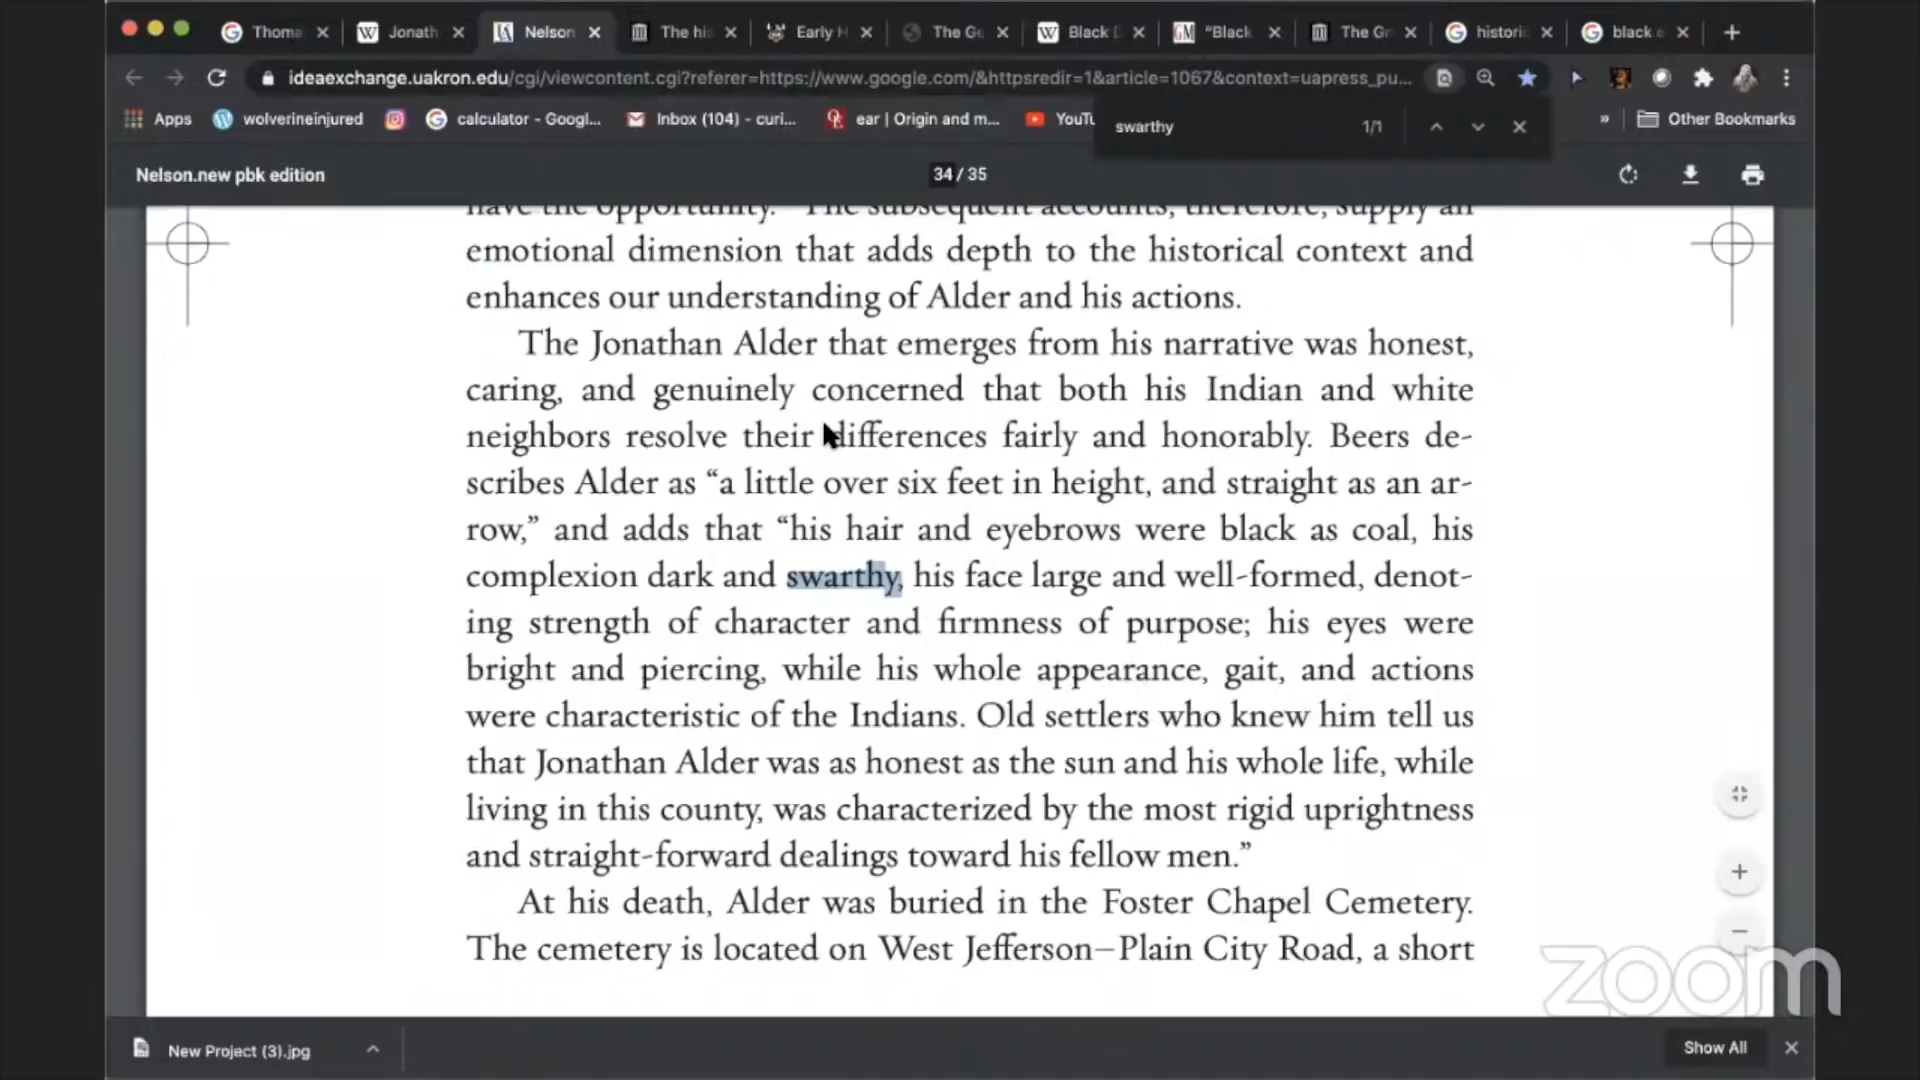 Thoma
Jonath
Nelson
The his
Early H
The Ge
Black D
"Black
The Gr
histori
black e
ideaexchange.uakron.edu/cgi/viewcontent.cgi?referer=https://www.google.com/&httpsredir=1&article=1067&context=uapress_pu...
Apps
wolverineinjured
calculator - Googl...
Inbox (104) - curi...
ear | Origin and m...
YouTu
swarthy
1/1
»
Other Bookmarks
Nelson.new pbk edition
34 / 35
have the opportunity." The subsequent accounts, therefore, supply an
emotional dimension that adds depth to the historical context and
enhances our understanding of Alder and his actions.
The Jonathan Alder that emerges from his narrative was honest,
caring, and genuinely concerned that both his Indian and white
neighbors resolve their differences fairly and honorably. Beers de-
scribes Alder as “a little over six feet in height, and straight as an ar-
row,” and adds that “his hair and eyebrows were black as coal, his
complexion dark and swarthy, his face large and well-formed, denot-
ing strength of character and firmness of purpose; his eyes were
bright and piercing, while his whole appearance, gait, and actions
were characteristic of the Indians. Old settlers who knew him tell us
that Jonathan Alder was as honest as the sun and his whole life, while
living in this county, was characterized by the most rigid uprightness
and straight-forward dealings toward his fellow men.”
At his death, Alder was buried in the Foster Chapel Cemetery.
The cemetery is located on West Jefferson–Plain City Road, a short
zoom
New Project (3).jpg
Show All